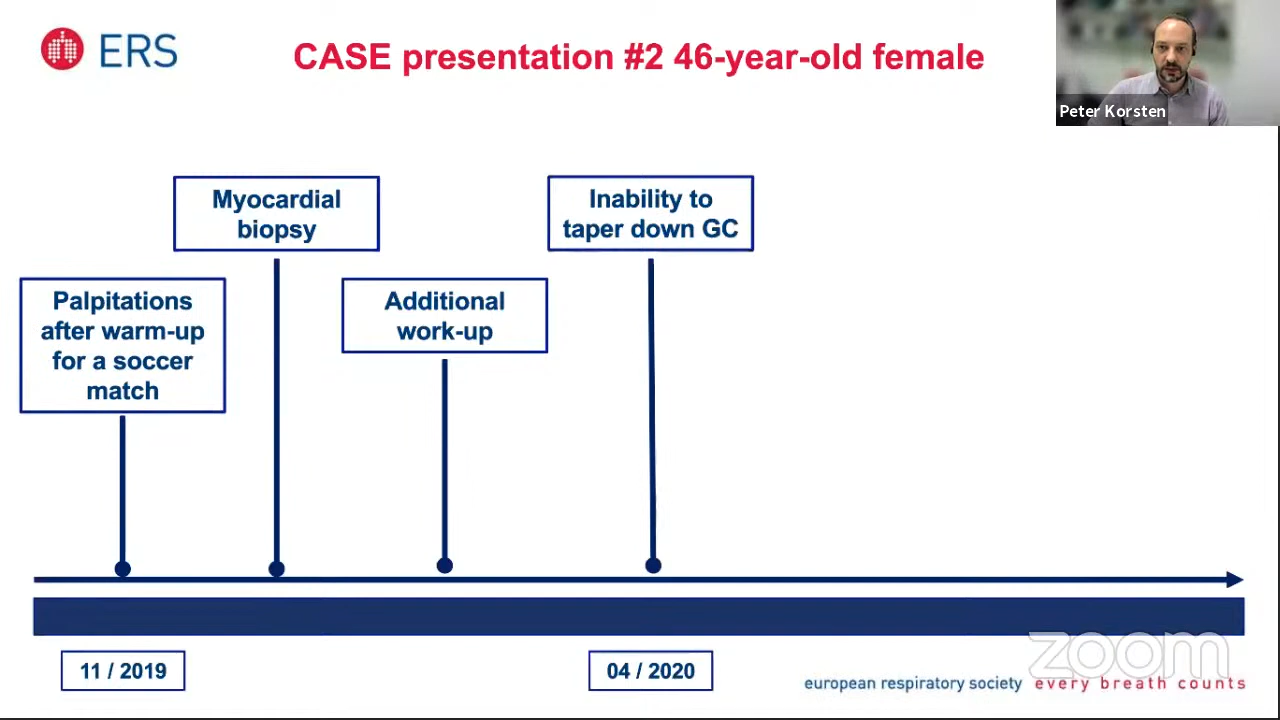 ERS
CASE presentation #2 46-year-old female
Peter Korsten
Myocardial
biopsy
Inability to
taper down GC
Palpitations
after warm-up
for a soccer
match
Additional
work-up
11 / 2019
04 / 2020
zoom
european respiratory society every breath counts